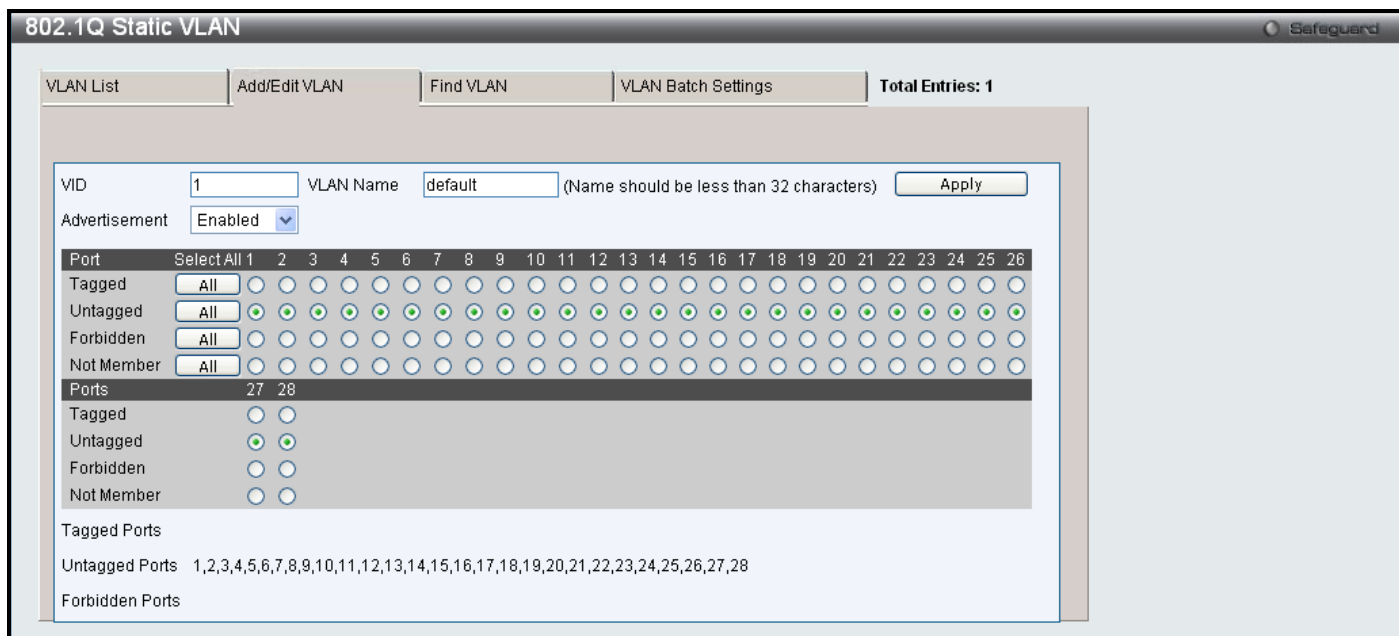 802.1Q Static VLAN
Safeguard
VLAN List Add/Edit VLAN Find VLAN VLAN Batch Settings Total Entries: 1
VID 1 VLAN Name default (Name should be less than 32 characters) Apply
Advertisement Enabled
Port Select All 1 2 3 4 5 6 7 8 9 10 11 12 13 14 15 16 17 18 19 20 21 22 23 24 25 26
Tagged All
Untagged All
Forbidden All
Not Member All
Ports 27 28
Tagged
Untagged
Forbidden
Not Member
Tagged Ports
Untagged Ports 1,2,3,4,5,6,7,8,9,10,11,12,13,14,15,16,17,18,19,20,21,22,23,24,25,26,27,28
Forbidden Ports